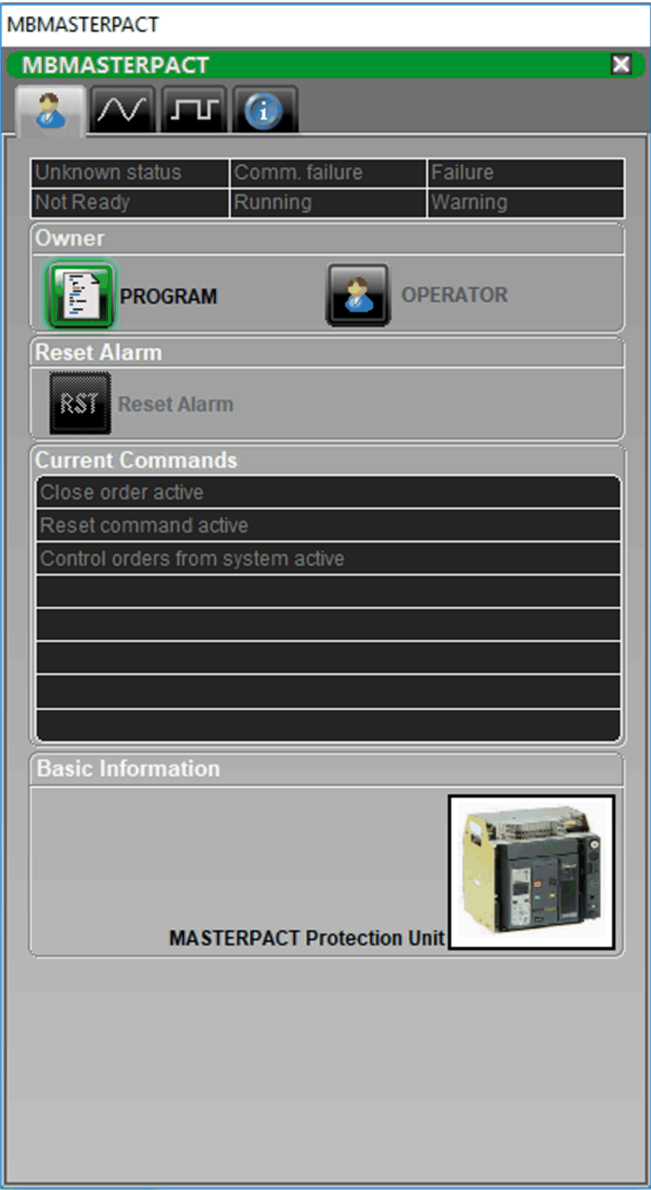 MBMASTERPACT
MBMASTERPACT
Unknown status Comm. failure Failure
Not Ready Running Warning
Owner
PROGRAM OPERATOR
Reset Alarm
RST Reset Alarm
Current Commands
Close order active
Reset command active
Control orders from system active
Basic Information
MASTERPACT Protection Unit